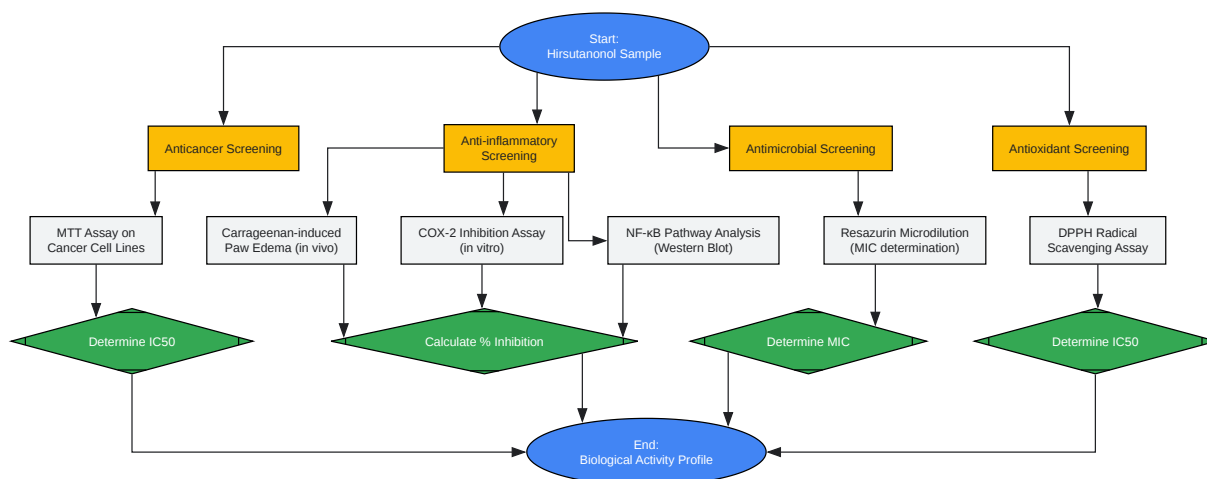 Start:
Hirsutanonol Sample
Anticancer Screening
Anti-inflammatory
Screening
Antimicrobial Screening
Antioxidant Screening
MTT Assay on
Cancer Cell Lines
Carrageenan-induced
Paw Edema (in vivo)
COX-2 Inhibition Assay
(in vitro)
NF-κB Pathway Analysis
(Western Blot)
Resazurin Microdilution
(MIC determination)
DPPH Radical
Scavenging Assay
Determine IC50
Calculate % Inhibition
Determine MIC
Determine IC50
End:
Biological Activity Profile